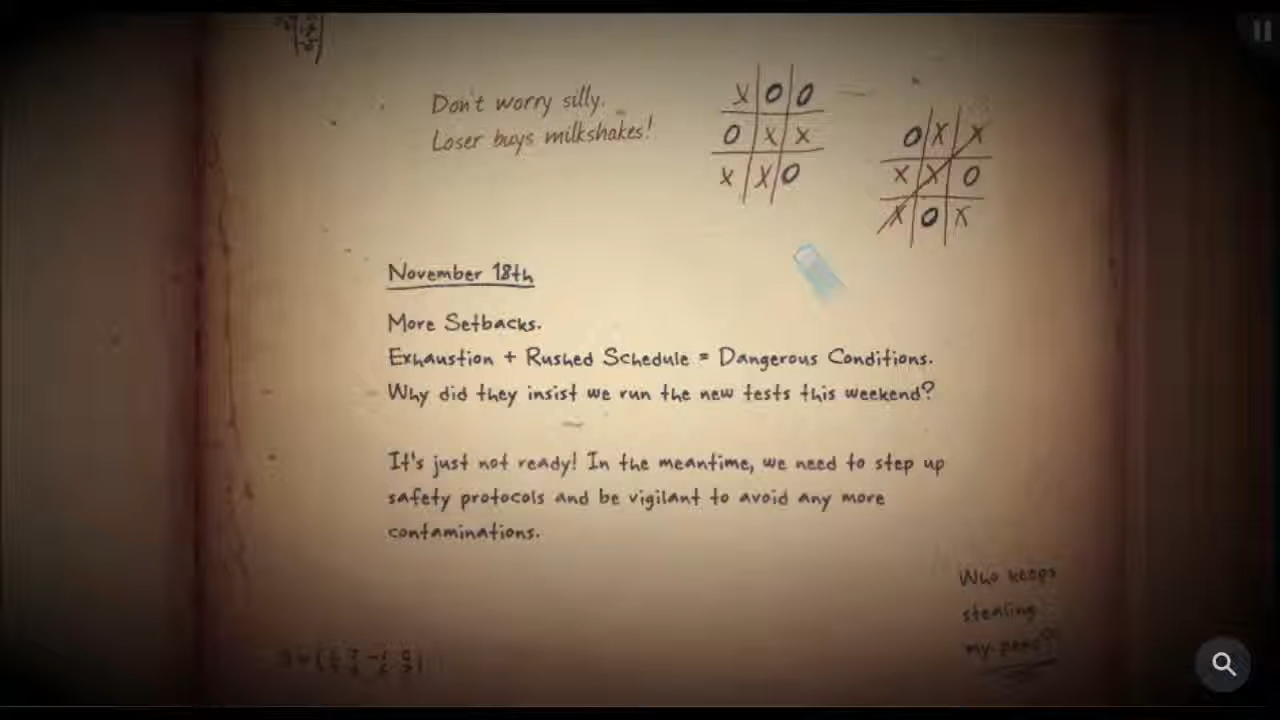 Don't worry silly.
Loser buys milkshakes!
X O O
O X X
X X O
O X X
X X O
X O X
November 18th
More Setbacks.
Exhaustion + Rushed Schedule = Dangerous Conditions.
Why did they insist we run the new tests this weekend?
It's just not ready! In the meantime, we need to step up
safety protocols and be vigilant to avoid any more
contaminations.
Who keeps
stealing
my pens?